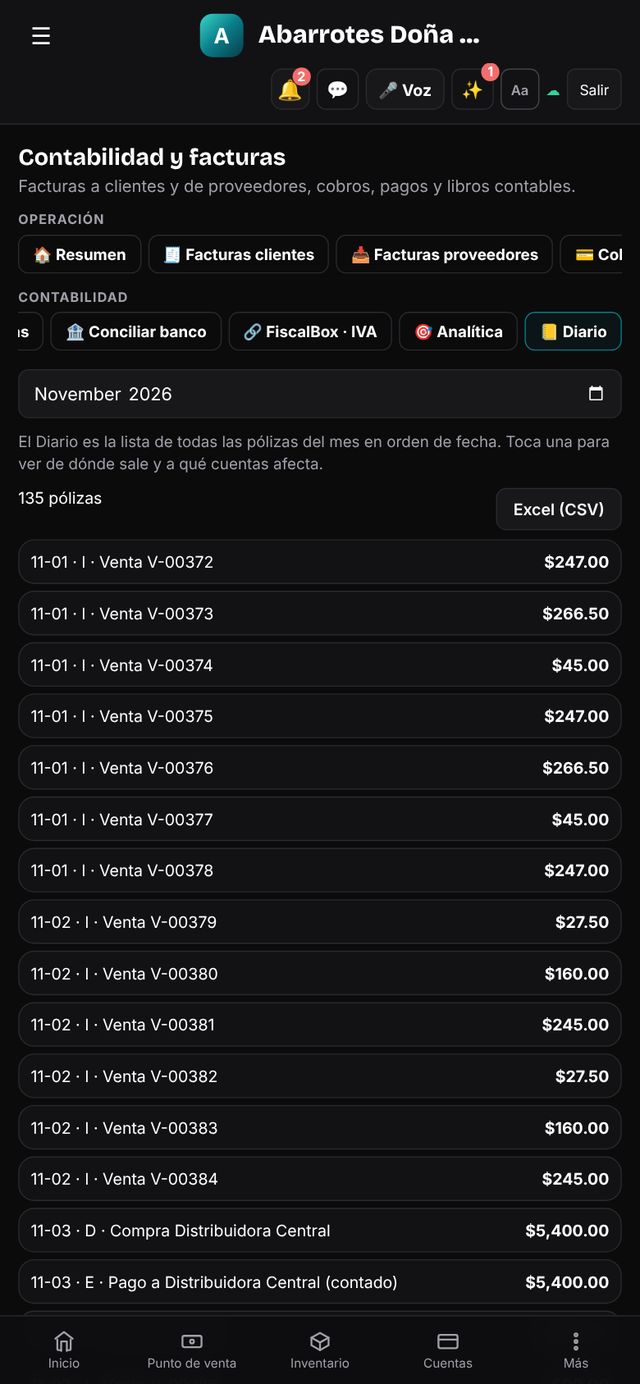 ☰ A Abarrotes Doña ...
🔔 2 💬 🎤 Voz ✨ 1 Aa ☁ Salir
Contabilidad y facturas
Facturas a clientes y de proveedores, cobros, pagos y libros contables.
OPERACIÓN
🏠 Resumen 🧾 Facturas clientes 📥 Facturas proveedores 💳 Col
CONTABILIDAD
as 🏦 Conciliar banco 🔗 FiscalBox · IVA 🎯 Analítica 📒 Diario
November 2026
El Diario es la lista de todas las pólizas del mes en orden de fecha. Toca una para
ver de dónde sale y a qué cuentas afecta.
135 pólizas
Excel (CSV)
11-01 · I · Venta V-00372 $247.00
11-01 · I · Venta V-00373 $266.50
11-01 · I · Venta V-00374 $45.00
11-01 · I · Venta V-00375 $247.00
11-01 · I · Venta V-00376 $266.50
11-01 · I · Venta V-00377 $45.00
11-01 · I · Venta V-00378 $247.00
11-02 · I · Venta V-00379 $27.50
11-02 · I · Venta V-00380 $160.00
11-02 · I · Venta V-00381 $245.00
11-02 · I · Venta V-00382 $27.50
11-02 · I · Venta V-00383 $160.00
11-02 · I · Venta V-00384 $245.00
11-03 · D · Compra Distribuidora Central $5,400.00
11-03 · E · Pago a Distribuidora Central (contado) $5,400.00
Inicio Punto de venta Inventario Cuentas Más